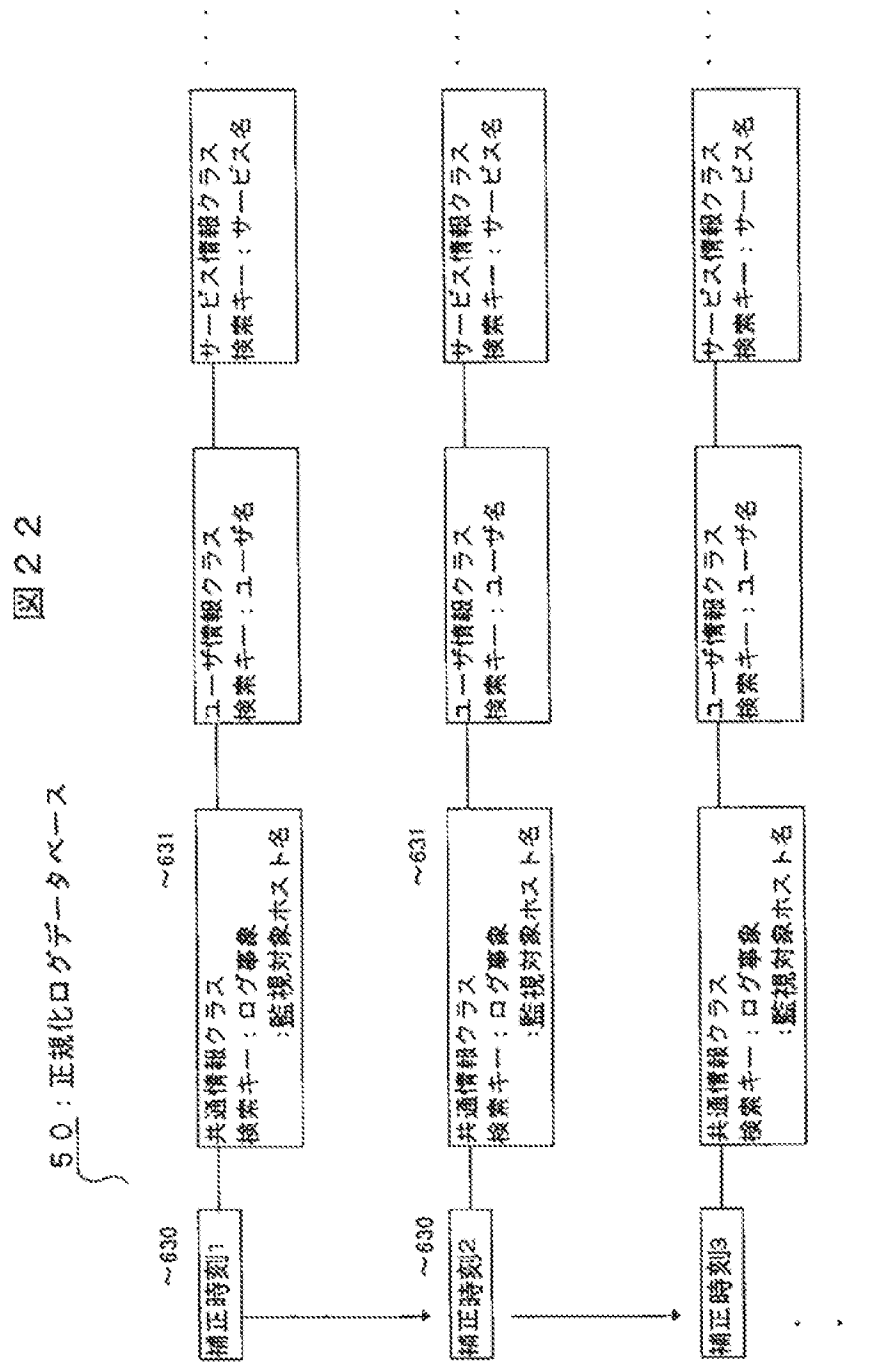 図２２
５０：正規化ログデータベース
～630
～631
補正時刻1
共通情報クラス
検索キー：ログ事象
：監視対象ホスト名
ユーザ情報クラス
検索キー：ユーザ名
サービス情報クラス
検索キー：サービス名
・・・
～630
～631
補正時刻2
共通情報クラス
検索キー：ログ事象
：監視対象ホスト名
ユーザ情報クラス
検索キー：ユーザ名
サービス情報クラス
検索キー：サービス名
・・・
補正時刻3
共通情報クラス
検索キー：ログ事象
：監視対象ホスト名
ユーザ情報クラス
検索キー：ユーザ名
サービス情報クラス
検索キー：サービス名
・・・